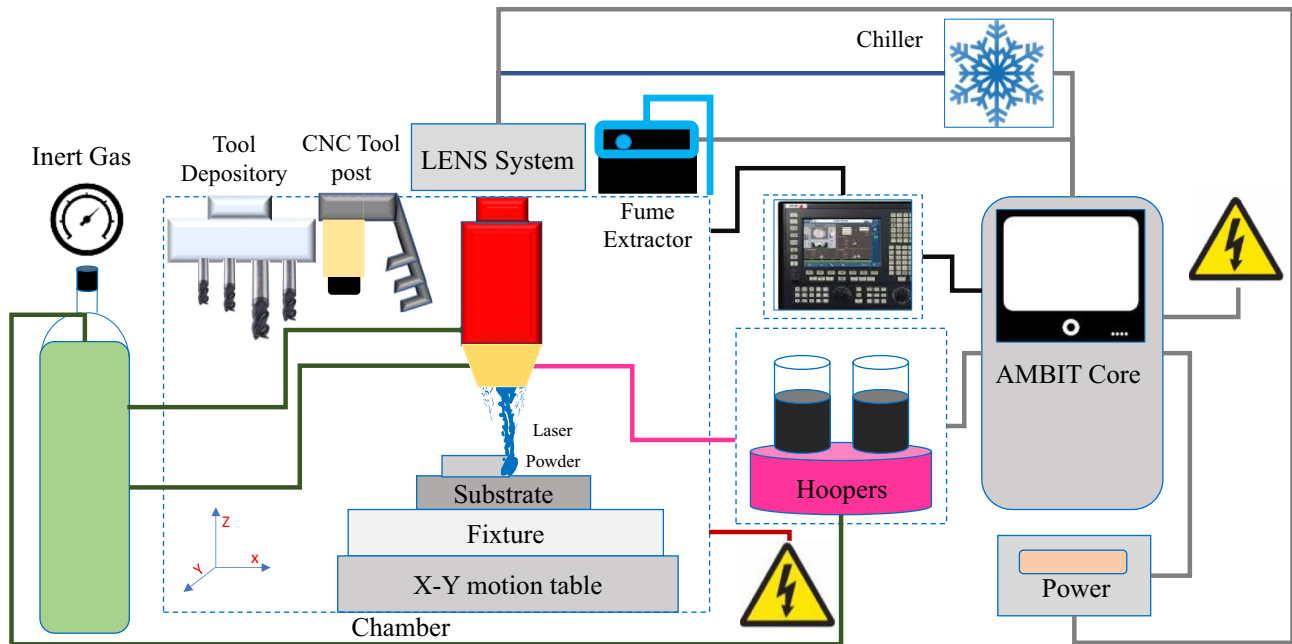 Chiller
Inert Gas
Tool
Depository
CNC Tool
post
LENS System
Fume
Extractor
AMBIT Core
Laser
Powder
Substrate
Hoopers
Fixture
Z
X
Y
X-Y motion table
Power
Chamber